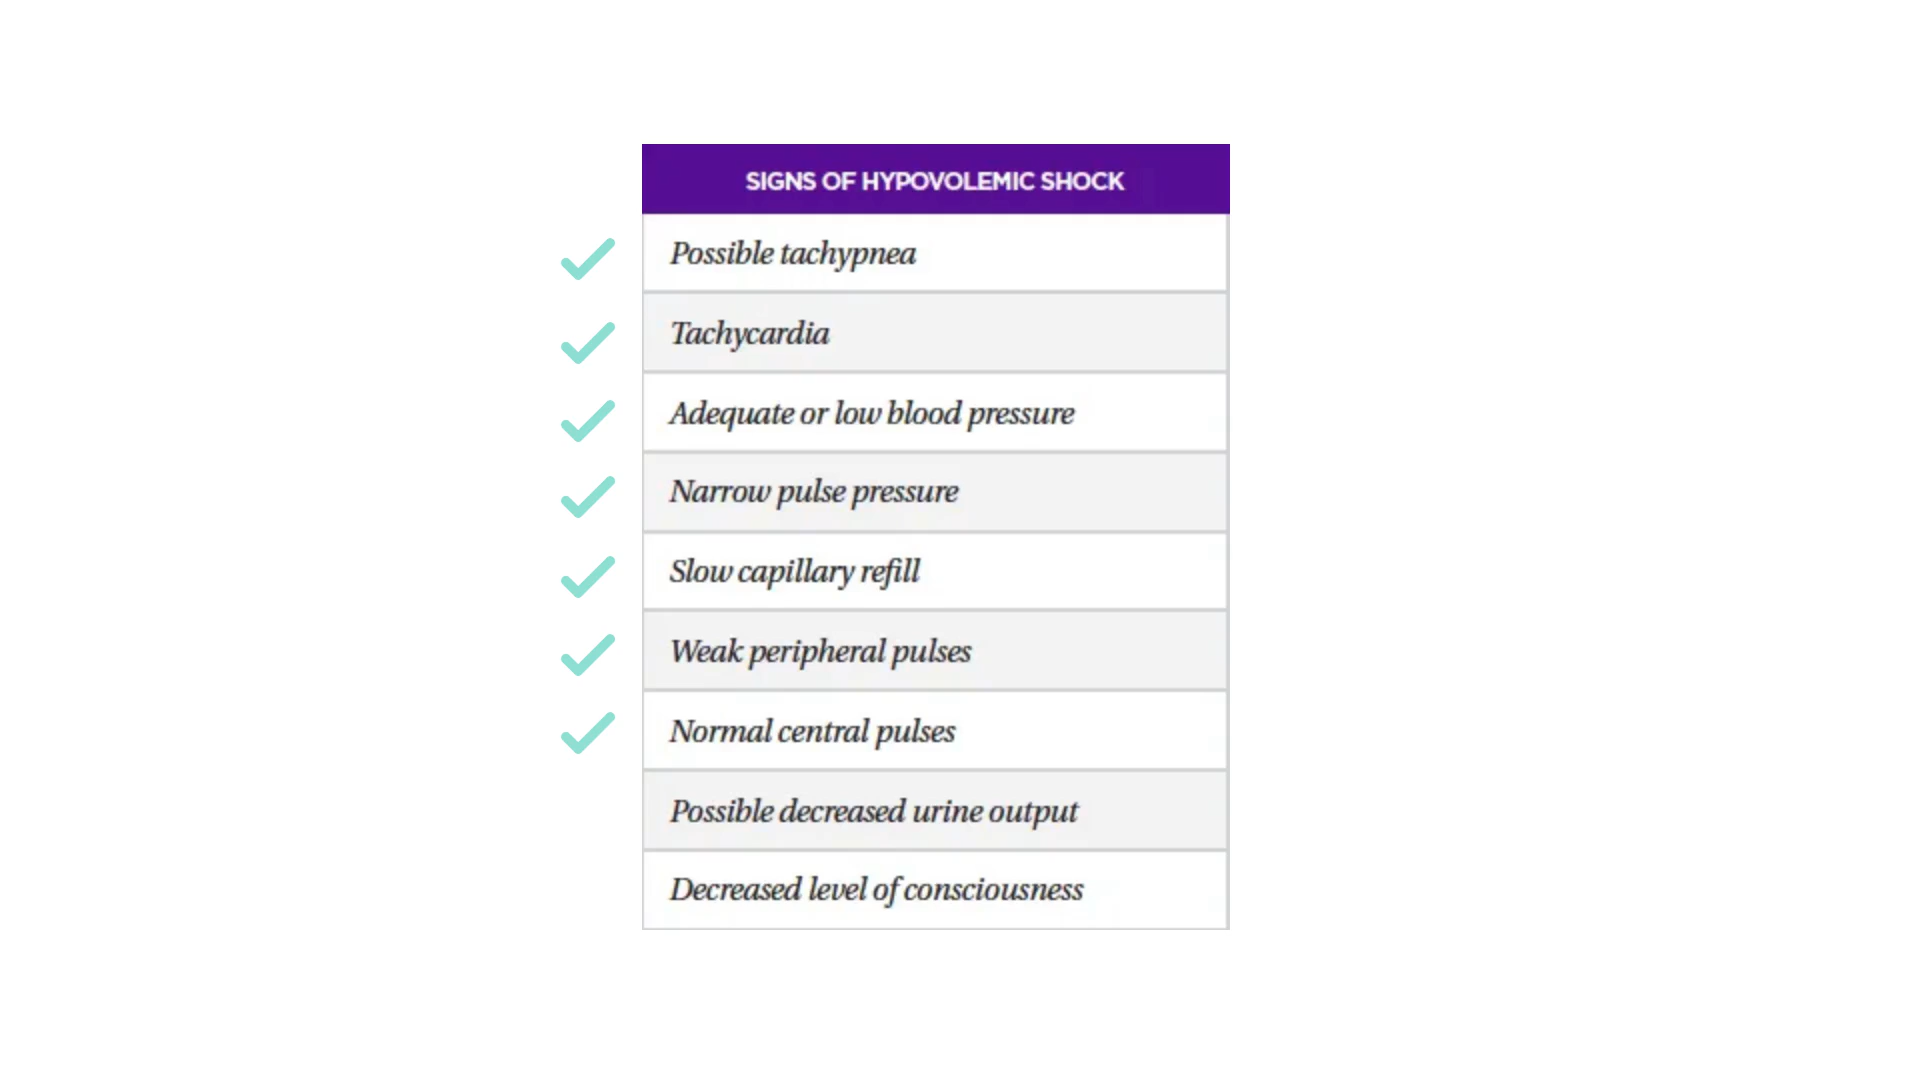 SIGNS OF HYPOVOLEMIC SHOCK
Possible tachypnea
Tachycardia
Adequate or low blood pressure
Narrow pulse pressure
Slow capillary refill
Weak peripheral pulses
Normal central pulses
Possible decreased urine output
Decreased level of consciousness